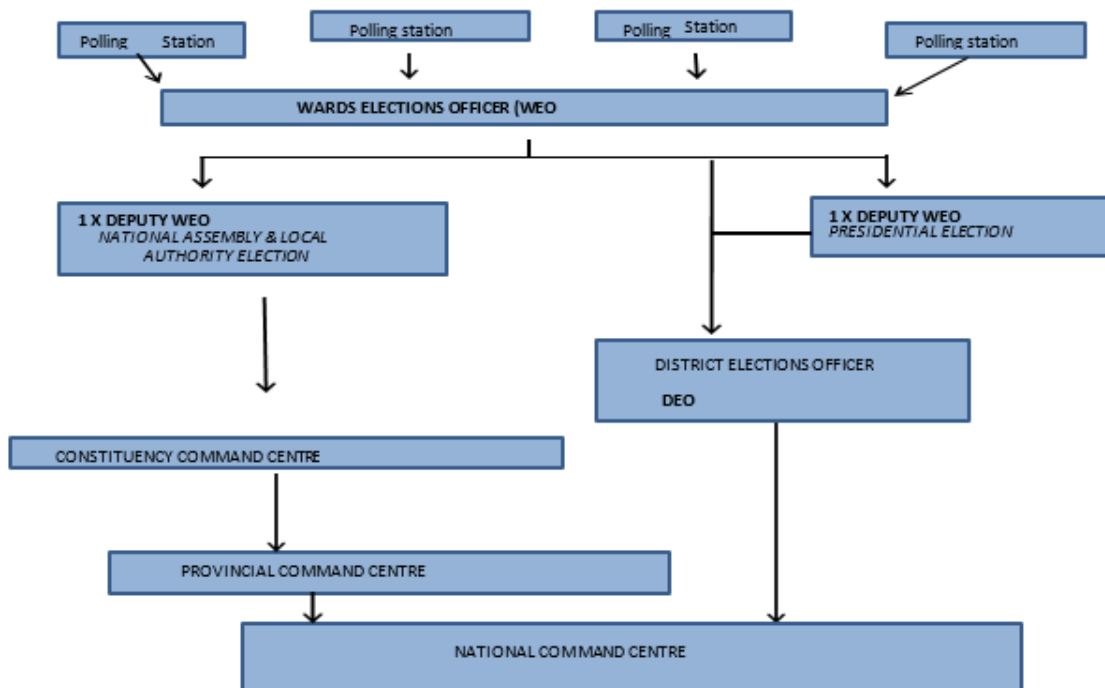 Polling Station
Polling station
Polling Station
Polling station
WARDS ELECTIONS OFFICER (WEO
1 X DEPUTY WEO
NATIONAL ASSEMBLY & LOCAL
AUTHORITY ELECTION
1 X DEPUTY WEO
PRESIDENTIAL ELECTION
DISTRICT ELECTIONS OFFICER
DEO
CONSTITUENCY COMMAND CENTRE
PROVINCIAL COMMAND CENTRE
NATIONAL COMMAND CENTRE